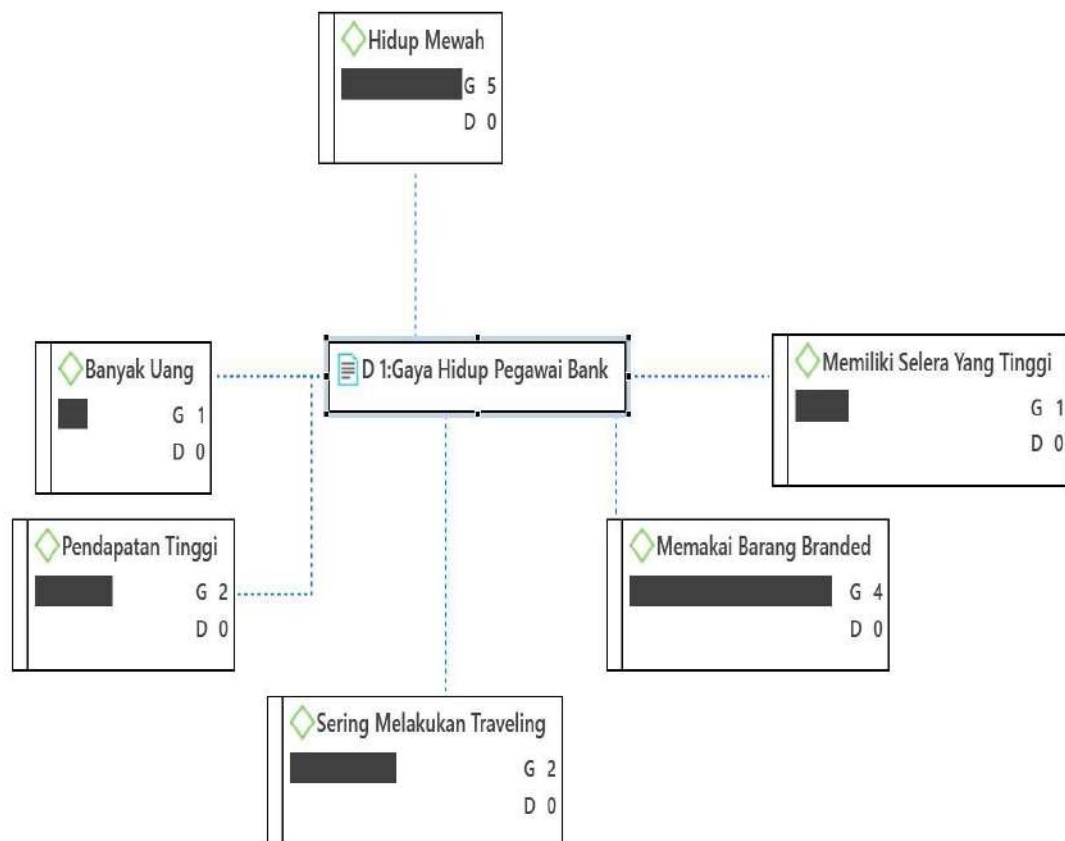 Hidup Mewah
G 5
D 0
Banyak Uang
G 1
D 0
D 1:Gaya Hidup Pegawai Bank
Memiliki Selera Yang Tinggi
G 1
D 0
Pendapatan Tinggi
G 2
D 0
Memakai Barang Branded
G 4
D 0
Sering Melakukan Traveling
G 2
D 0